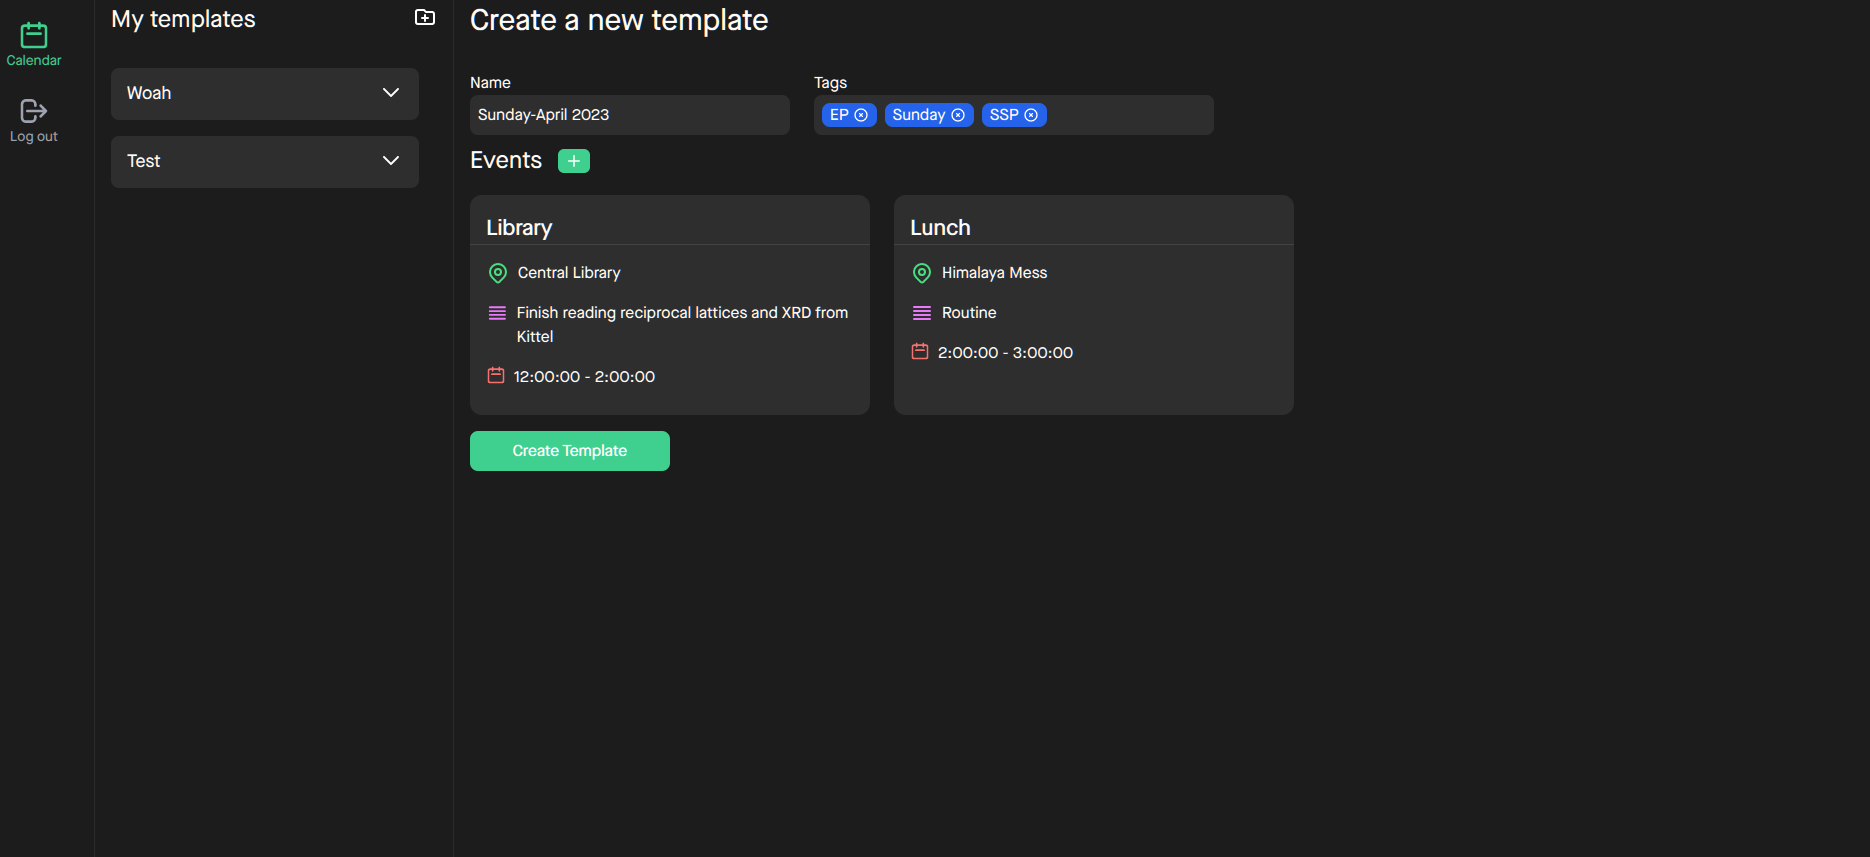 Calendar
Log out
My templates
Woah
Test
Create a new template
Name
Sunday-April 2023
Tags
EP
Sunday
SSP
Events
Library
Central Library
Finish reading reciprocal lattices and XRD from
Kittel
12:00:00 - 2:00:00
Lunch
Himalaya Mess
Routine
2:00:00 - 3:00:00
Create Template